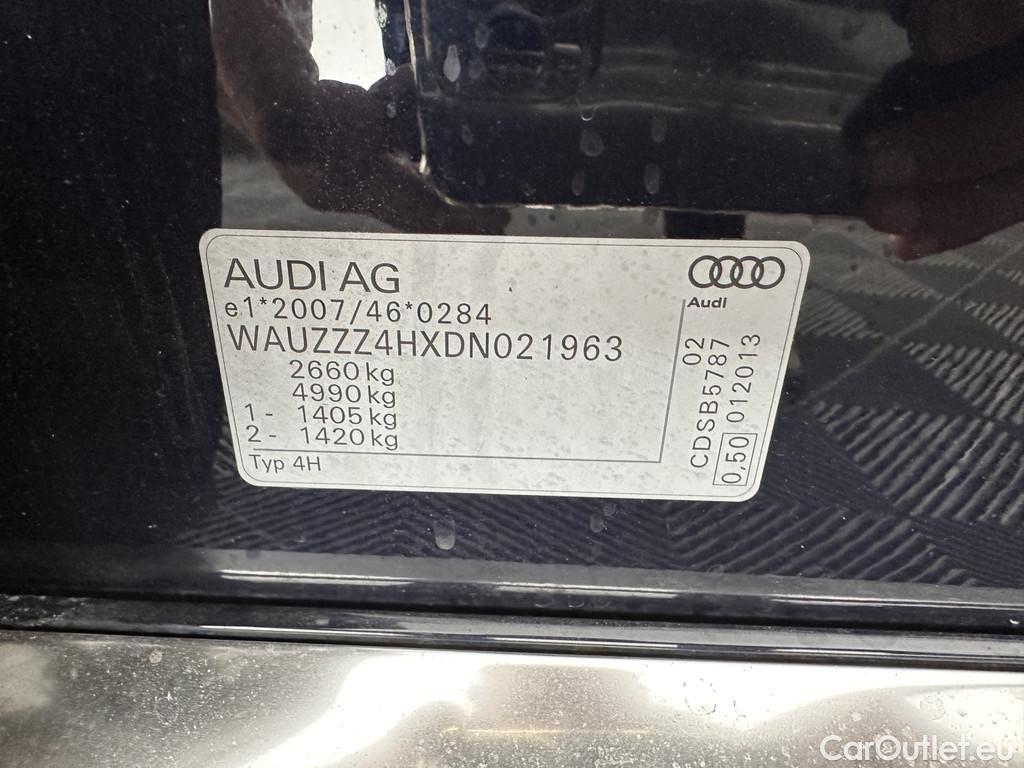 AUDI AG
e1*2007/46*0284
WAUZZZ4HXDN021963
2660 kg
4990 kg
1 - 1405 kg
2 - 1420 kg
Typ 4H
Audi
CDSB5787 02
0,50 012013
CarOutlet.eu